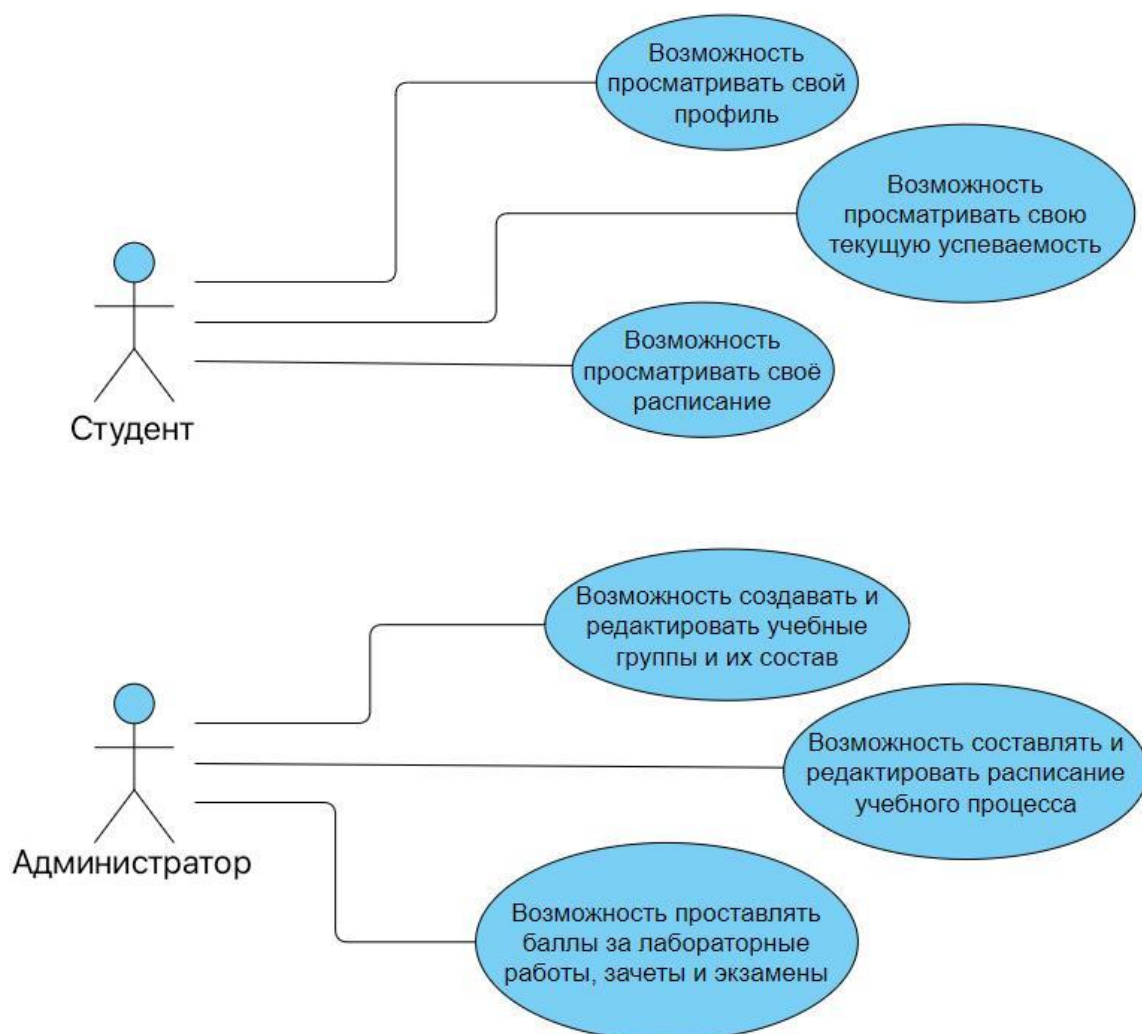 Возможность
просматривать свой
профиль
Возможность
просматривать свою
текущую успеваемость
Возможность
просматривать своё
расписание
Студент
Возможность создавать и
редактировать учебные
группы и их состав
Возможность составлять и
редактировать расписание
учебного процесса
Администратор
Возможность проставлять
баллы за лабораторные
работы, зачеты и экзамены